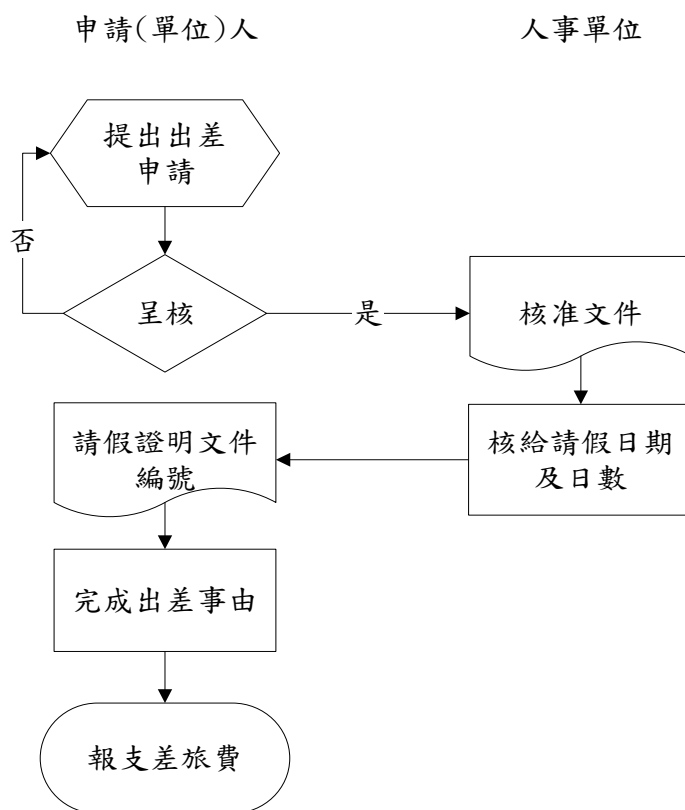 申請(單位)人
人事單位
提出出差
申請
否
呈核
是
核准文件
請假證明文件
編號
核給請假日期
及日數
完成出差事由
報支差旅費